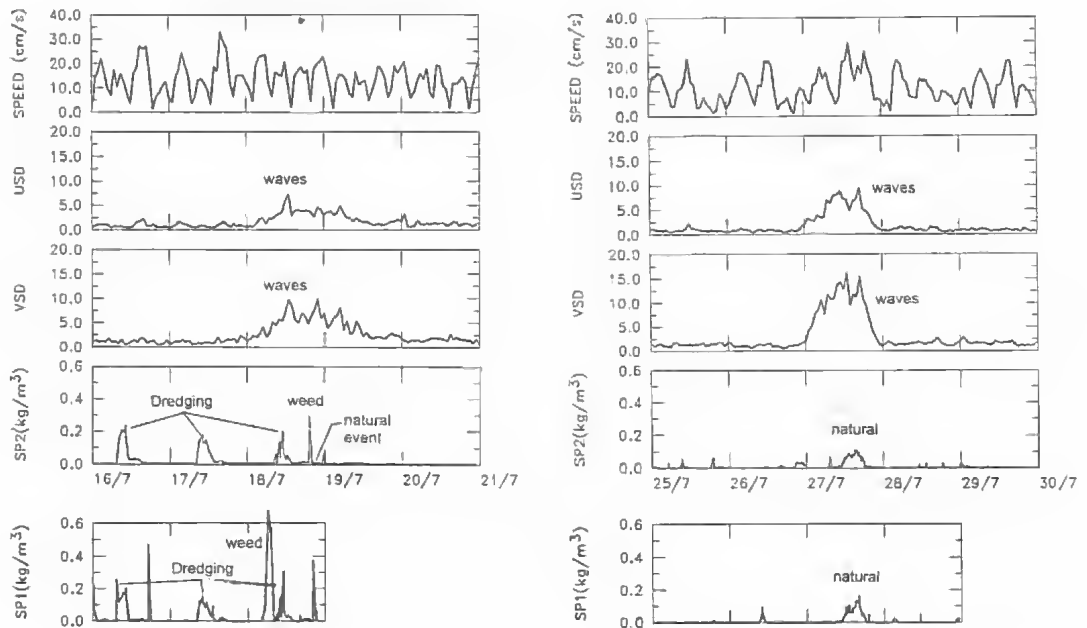 SPEED (cm/s)
40.0
30.0
20.0
10.0
0.0
USD
20.0
15.0
10.0
5.0
0.0
waves
VSD
20.0
15.0
10.0
5.0
0.0
waves
SP2(kg/m³)
0.6
0.4
0.2
0.0
Dredging
weed
natural
event
16/7 17/7 18/7 19/7 20/7 21/7
SP1(kg/m³)
0.6
0.4
0.2
0.0
weed
Dredging
SPEED (cm/s)
40.0
30.0
20.0
10.0
0.0
USD
20.0
15.0
10.0
5.0
0.0
waves
VSD
20.0
15.0
10.0
5.0
0.0
waves
SP2(kg/m³)
0.6
0.4
0.2
0.0
natural
25/7 26/7 27/7 28/7 29/7 30/7
SP1(kg/m³)
0.6
0.4
0.2
0.0
natural